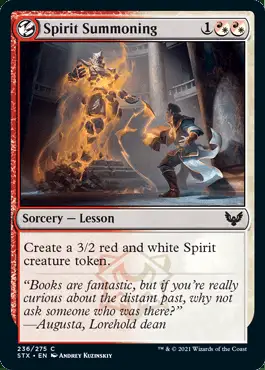 Spirit Summoning 1
Sorcery — Lesson
Create a 3/2 red and white Spirit
creature token.
“Books are fantastic, but if you’re really
curious about the distant past, why not
ask someone who was there?”
—Augusta, Lorehold dean
236/275 C
STX • EN Andrey Kuzinskiy
™ & © 2021 Wizards of the Coast